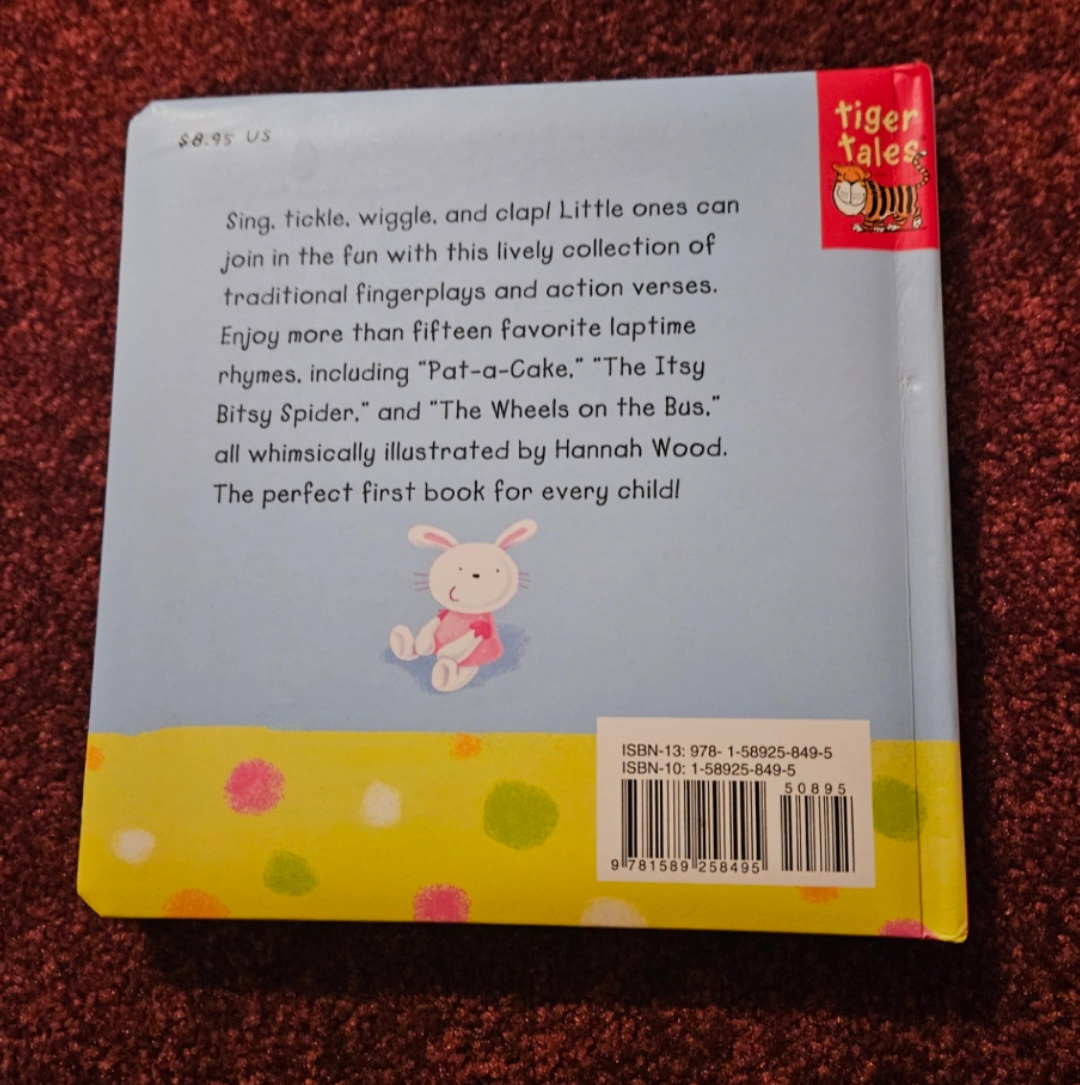 $8.95 US
tiger
tales
Sing, tickle, wiggle, and clap! Little ones can
join in the fun with this lively collection of
traditional fingerplays and action verses.
Enjoy more than fifteen favorite laptime
rhymes, including "Pat-a-Cake," "The Itsy
Bitsy Spider," and "The Wheels on the Bus,"
all whimsically illustrated by Hannah Wood.
The perfect first book for every child!
ISBN-13: 978- 1-58925-849-5
ISBN-10: 1-58925-849-5
50895
9 781589 258495